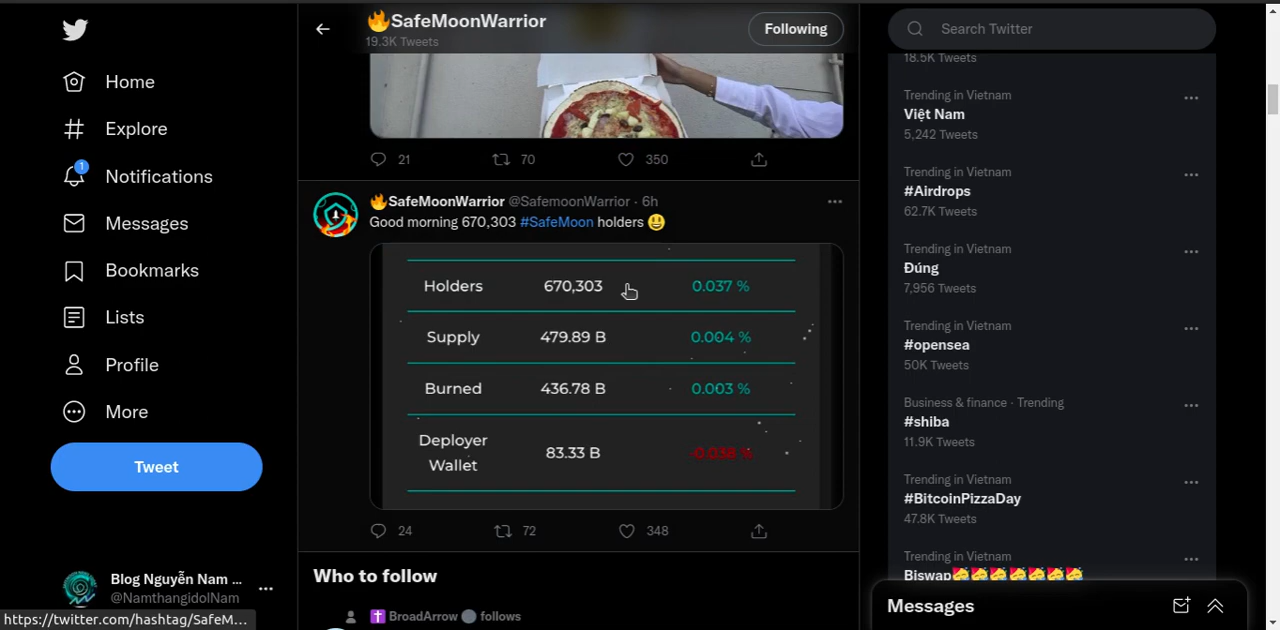 Home
Explore
1
Notifications
Messages
Bookmarks
Lists
Profile
More
Tweet
Blog Nguyễn Nam ...
@NamthangidolNam
https://twitter.com/hashtag/SafeM...
🔥SafeMoonWarrior
19.3K Tweets
Following
21 70 350
🔥SafeMoonWarrior @SafemoonWarrior · 6h
Good morning 670,303 #SafeMoon holders 😃
Holders 670,303 0.037 %
Supply 479.89 B 0.004 %
Burned 436.78 B 0.003 %
Deployer
Wallet 83.33 B -0.038 %
24 72 348
Who to follow
✝️ BroadArrow 🌑 follows
Search Twitter
18.5K Tweets
Trending in Vietnam
Việt Nam
5,242 Tweets
Trending in Vietnam
#Airdrops
62.7K Tweets
Trending in Vietnam
Đúng
7,956 Tweets
Trending in Vietnam
#opensea
50K Tweets
Business & finance · Trending
#shiba
11.9K Tweets
Trending in Vietnam
#BitcoinPizzaDay
47.8K Tweets
Trending in Vietnam
Biswap🥳🥳🥳🥳🥳🥳🥳
Messages